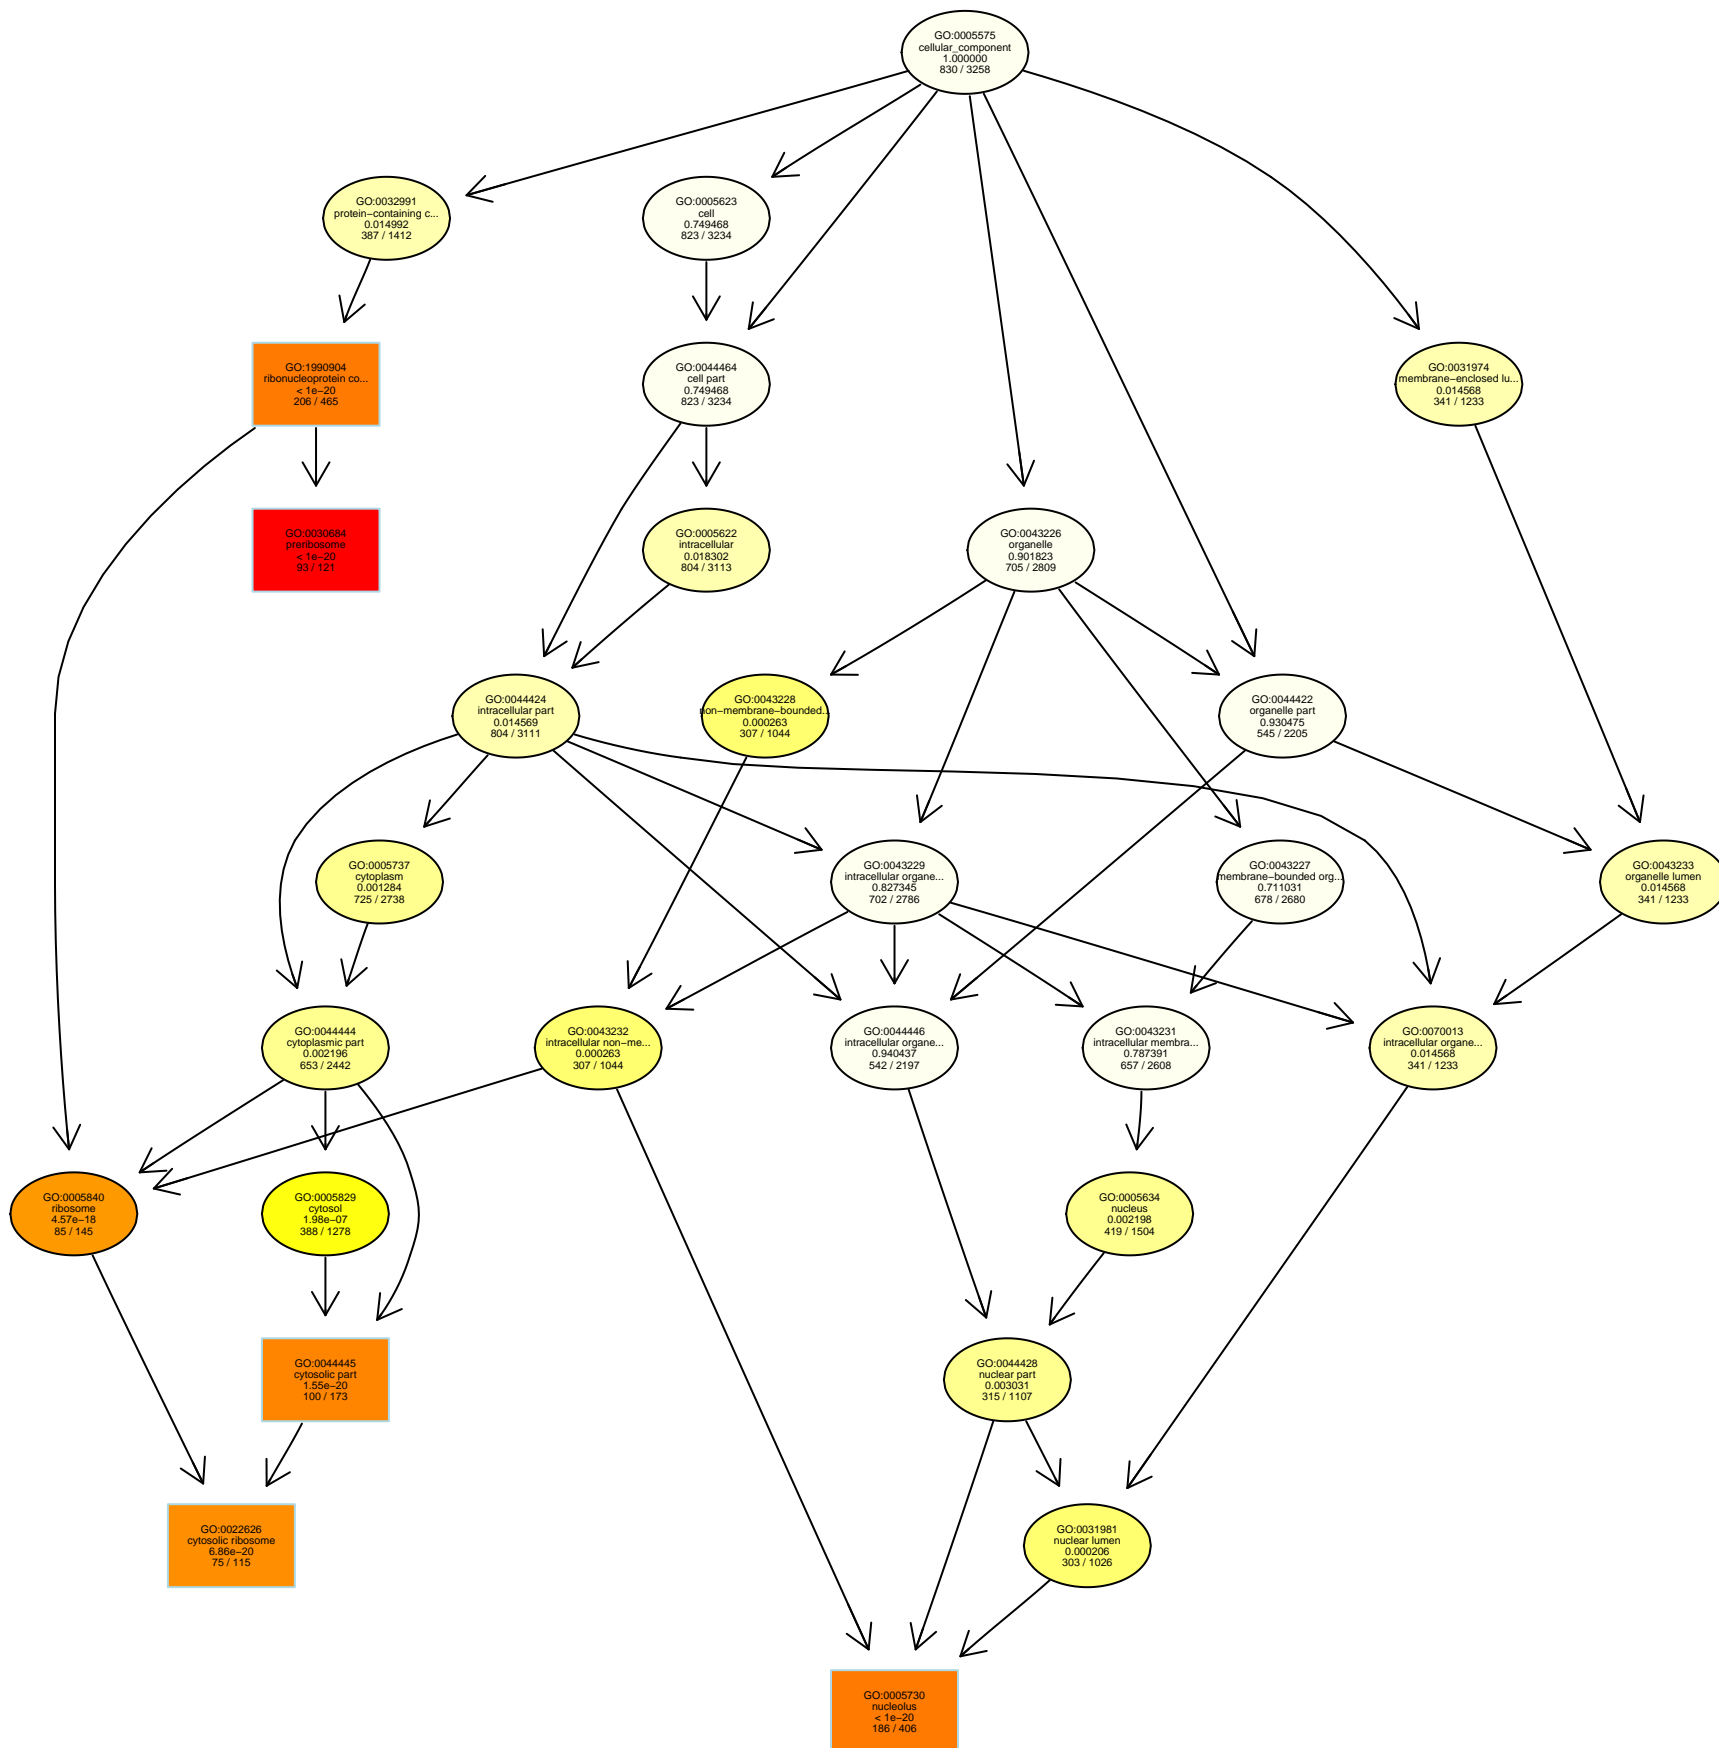 GO:0005575
cellular_component
1.000000
830 / 3258
GO:0032991
protein−containing c...
0.014992
387 / 1412
GO:0005623
cell
0.749468
823 / 3234
GO:1990904
ribonucleoprotein co...
< 1e−20
206 / 465
GO:0044464
cell part
0.749468
823 / 3234
GO:0031974
membrane−enclosed lu...
0.014568
341 / 1233
GO:0030684
preribosome
< 1e−20
93 / 121
GO:0005622
intracellular
0.018302
804 / 3113
GO:0043226
organelle
0.901823
705 / 2809
GO:0044424
intracellular part
0.014569
804 / 3111
GO:0043228
non−membrane−bounded...
0.000263
307 / 1044
GO:0044422
organelle part
0.930475
545 / 2205
GO:0005737
cytoplasm
0.001284
725 / 2738
GO:0043229
intracellular organe...
0.827345
702 / 2786
GO:0043227
membrane−bounded org...
0.711031
678 / 2680
GO:0043233
organelle lumen
0.014568
341 / 1233
GO:0044444
cytoplasmic part
0.002196
653 / 2442
GO:0043232
intracellular non−me...
0.000263
307 / 1044
GO:0044446
intracellular organe...
0.940437
542 / 2197
GO:0043231
intracellular membra...
0.787391
657 / 2608
GO:0070013
intracellular organe...
0.014568
341 / 1233
GO:0005840
ribosome
4.57e−18
85 / 145
GO:0005829
cytosol
1.98e−07
388 / 1278
GO:0005634
nucleus
0.002198
419 / 1504
GO:0044445
cytosolic part
1.55e−20
100 / 173
GO:0044428
nuclear part
0.003031
315 / 1107
GO:0022626
cytosolic ribosome
6.86e−20
75 / 115
GO:0031981
nuclear lumen
0.000206
303 / 1026
GO:0005730
nucleolus
< 1e−20
186 / 406